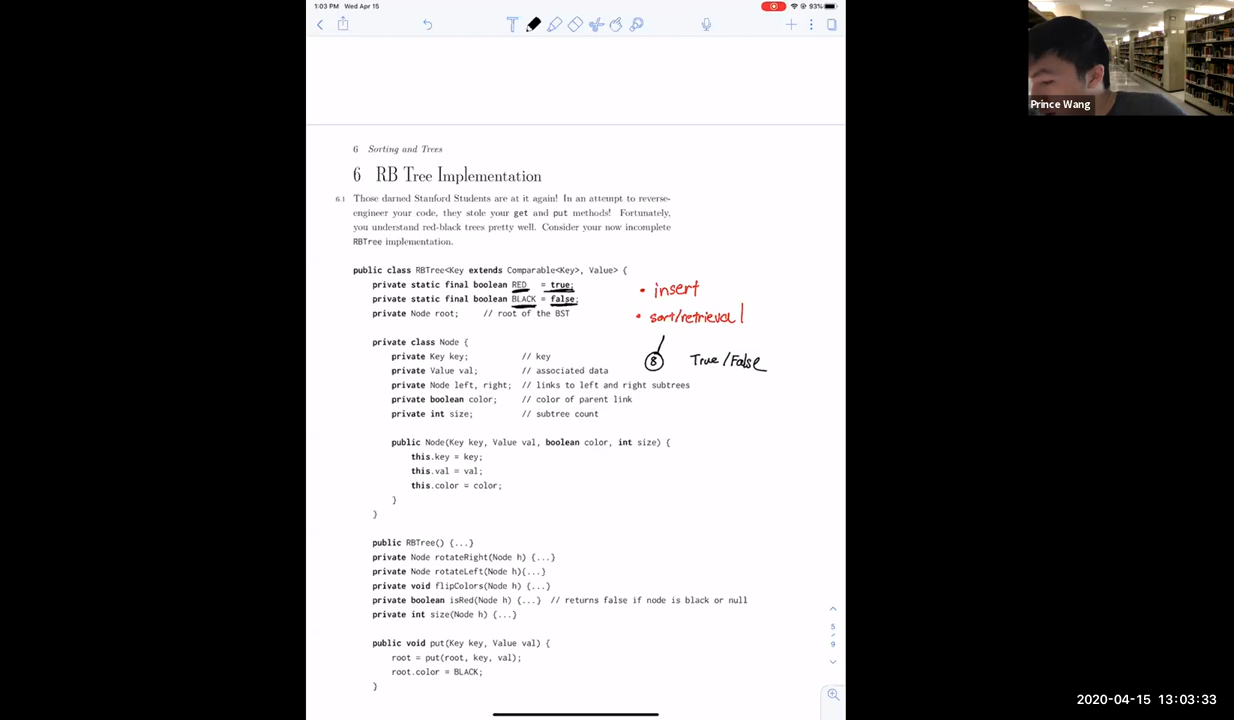 1:03 PM Wed Apr 15
93%
Prince Wang
6 Sorting and Trees
6 RB Tree Implementation
6.1 Those darned Stanford Students are at it again! In an attempt to reverse-
engineer your code, they stole your get and put methods! Fortunately,
you understand red-black trees pretty well. Consider your now incomplete
RBTree implementation.
public class RBTree<Key extends Comparable<Key>, Value> {
private static final boolean RED = true;
private static final boolean BLACK = false;
private Node root; // root of the BST
• insert
• sort/retrieval
8 True/False
private class Node {
private Key key; // key
private Value val; // associated data
private Node left, right; // links to left and right subtrees
private boolean color; // color of parent link
private int size; // subtree count
public Node(Key key, Value val, boolean color, int size) {
this.key = key;
this.val = val;
this.color = color;
}
}
public RBTree() {...}
private Node rotateRight(Node h) {...}
private Node rotateLeft(Node h){...}
private void flipColors(Node h) {...}
private boolean isRed(Node h) {...} // returns false if node is black or null
private int size(Node h) {...}
public void put(Key key, Value val) {
root = put(root, key, val);
root.color = BLACK;
}
5
/
9
2020-04-15 13:03:33